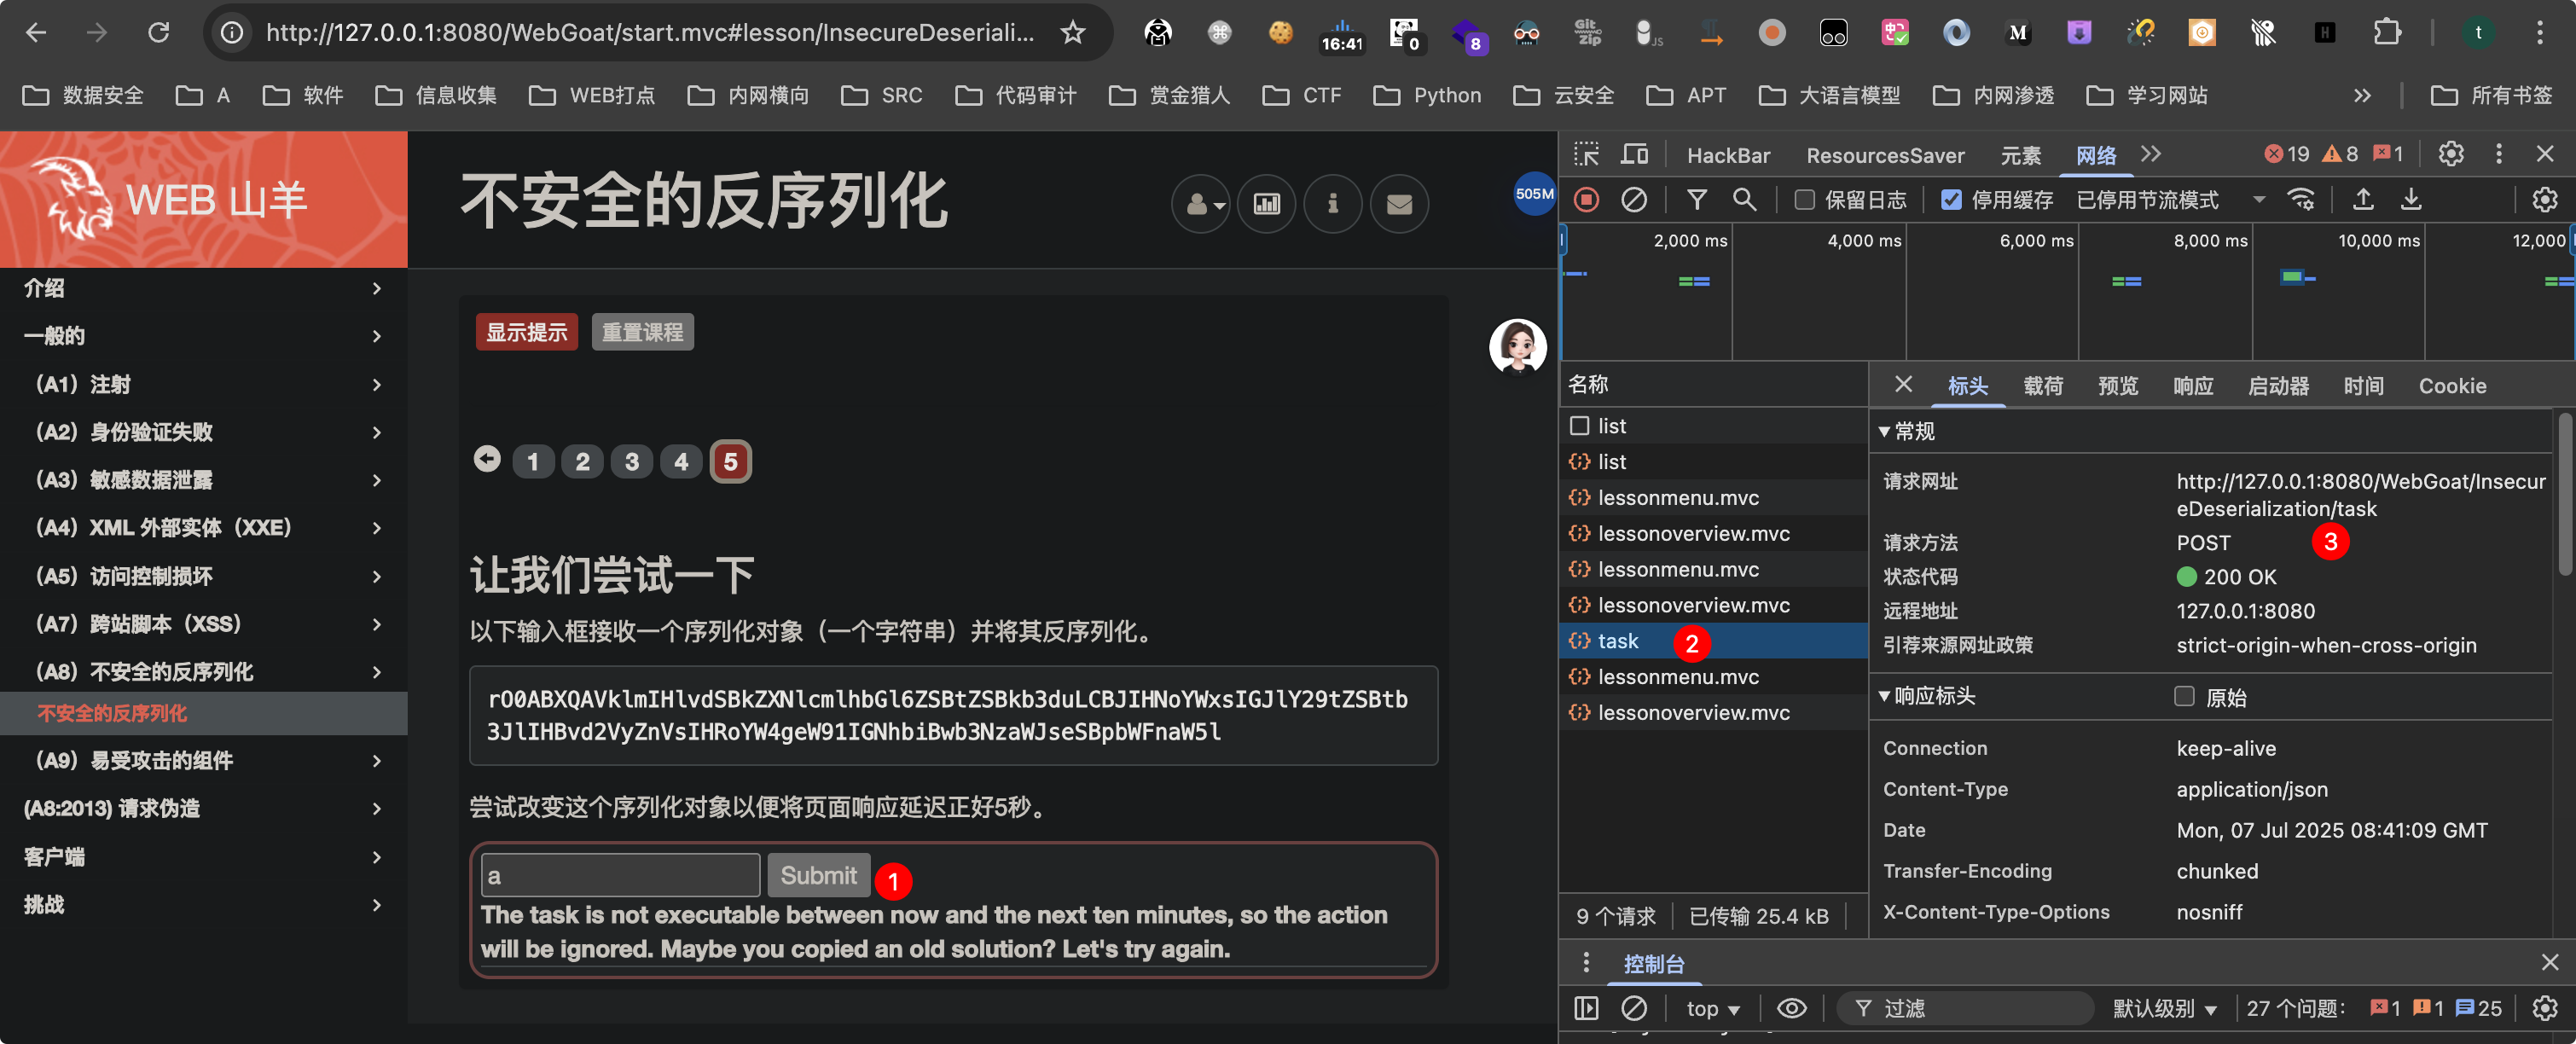 http://127.0.0.1:8080/WebGoat/start.mvc#lesson/InsecureDeseriali...
16:41
0
8
Git Zip
JS
M
H
t
数据安全
A
软件
信息收集
WEB打点
内网横向
SRC
代码审计
赏金猎人
CTF
Python
云安全
APT
大语言模型
内网渗透
学习网站
所有书签
WEB 山羊
介绍
一般的
（A1）注射
（A2）身份验证失败
（A3）敏感数据泄露
（A4）XML 外部实体（XXE）
（A5）访问控制损坏
（A7）跨站脚本（XSS）
（A8）不安全的反序列化
不安全的反序列化
（A9）易受攻击的组件
(A8:2013) 请求伪造
客户端
挑战
不安全的反序列化
505M
显示提示
重置课程
1 2 3 4 5
让我们尝试一下
以下输入框接收一个序列化对象（一个字符串）并将其反序列化。
rO0ABXQAVklmIHlvdSBkZXNlcmlhbGl6ZSBtZSBkb3duLCBJIHNoYWxsIGJlY29tZSBtb
3JlIHBvd2VyZnVsIHRoYW4geW91IGNhbiBwb3NzaWJseSBpbWFnaW5l
尝试改变这个序列化对象以便将页面响应延迟正好5秒。
a
Submit
1
The task is not executable between now and the next ten minutes, so the action
will be ignored. Maybe you copied an old solution? Let's try again.
HackBar
ResourcesSaver
元素
网络
19
8
1
保留日志
停用缓存
已停用节流模式
2,000 ms
4,000 ms
6,000 ms
8,000 ms
10,000 ms
12,000
名称
list
list
lessonmenu.mvc
lessonoverview.mvc
lessonmenu.mvc
lessonoverview.mvc
task
2
lessonmenu.mvc
lessonoverview.mvc
9 个请求
已传输 25.4 kB
标头
载荷
预览
响应
启动器
时间
Cookie
常规
请求网址
http://127.0.0.1:8080/WebGoat/Insecur
eDeserialization/task
请求方法
POST
3
状态代码
200 OK
远程地址
127.0.0.1:8080
引荐来源网址政策
strict-origin-when-cross-origin
响应标头
原始
Connection
keep-alive
Content-Type
application/json
Date
Mon, 07 Jul 2025 08:41:09 GMT
Transfer-Encoding
chunked
X-Content-Type-Options
nosniff
控制台
top
过滤
默认级别
27 个问题：
1
1
25